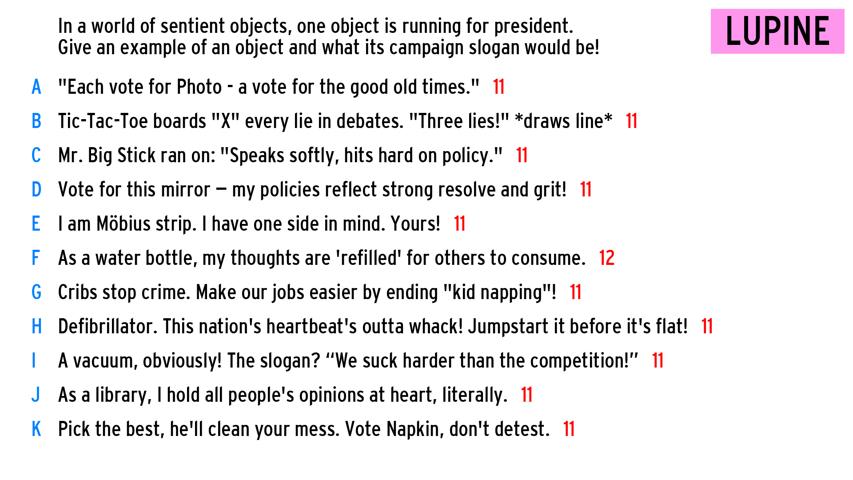 In a world of sentient objects, one object is running for president.
Give an example of an object and what its campaign slogan would be!
LUPINE
A "Each vote for Photo - a vote for the good old times." 11
B Tic-Tac-Toe boards "X" every lie in debates. "Three lies!" *draws line* 11
C Mr. Big Stick ran on: "Speaks softly, hits hard on policy." 11
D Vote for this mirror – my policies reflect strong resolve and grit! 11
E I am Möbius strip. I have one side in mind. Yours! 11
F As a water bottle, my thoughts are 'refilled' for others to consume. 12
G Cribs stop crime. Make our jobs easier by ending "kid napping"! 11
H Defibrillator. This nation's heartbeat's outta whack! Jumpstart it before it's flat! 11
I A vacuum, obviously! The slogan? “We suck harder than the competition!” 11
J As a library, I hold all people's opinions at heart, literally. 11
K Pick the best, he'll clean your mess. Vote Napkin, don't detest. 11